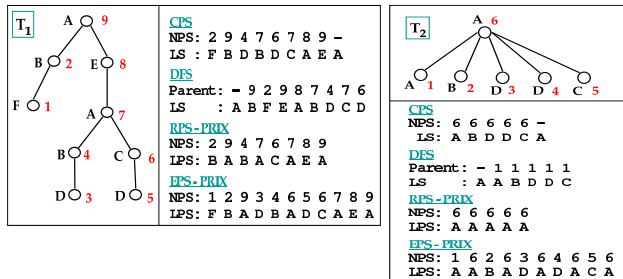 T1
A 9
B 2
E 8
F 1
A 7
B 4
C 6
D 3
D 5
CPS
NPS: 2 9 4 7 6 7 8 9 -
LS : F B D B D C A E A
DFS
Parent: - 9 2 9 8 7 4 7 6
LS : A B F E A B D C D
RPS-PRIX
NPS: 2 9 4 7 6 7 8 9
LPS: B A B A C A E A
EPS-PRIX
NPS: 1 2 9 3 4 6 5 6 7 8 9
LPS: F B A D B A D C A E A
T2
A 6
A 1
B 2
D 3
D 4
C 5
CPS
NPS: 6 6 6 6 6 -
LS: A B D D C A
DFS
Parent: - 1 1 1 1 1
LS : A A B D D C
RPS-PRIX
NPS: 6 6 6 6 6
LPS: A A A A A
EPS-PRIX
NPS: 1 6 2 6 3 6 4 6 5 6
LPS: A A B A D A D A C A